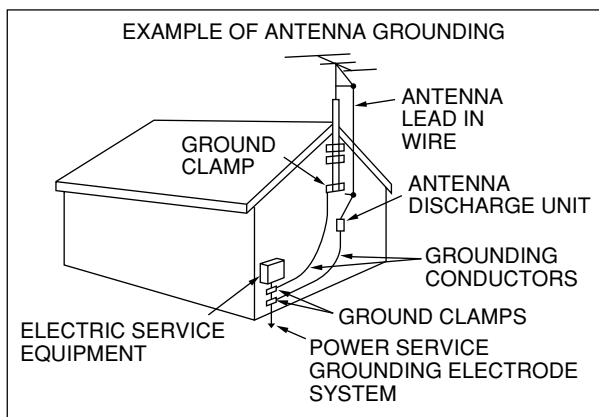 EXAMPLE OF ANTENNA GROUNDING
ANTENNA
LEAD IN
WIRE
GROUND
CLAMP
ANTENNA
DISCHARGE UNIT
GROUNDING
CONDUCTORS
GROUND CLAMPS
ELECTRIC SERVICE
EQUIPMENT
POWER SERVICE
GROUNDING ELECTRODE
SYSTEM